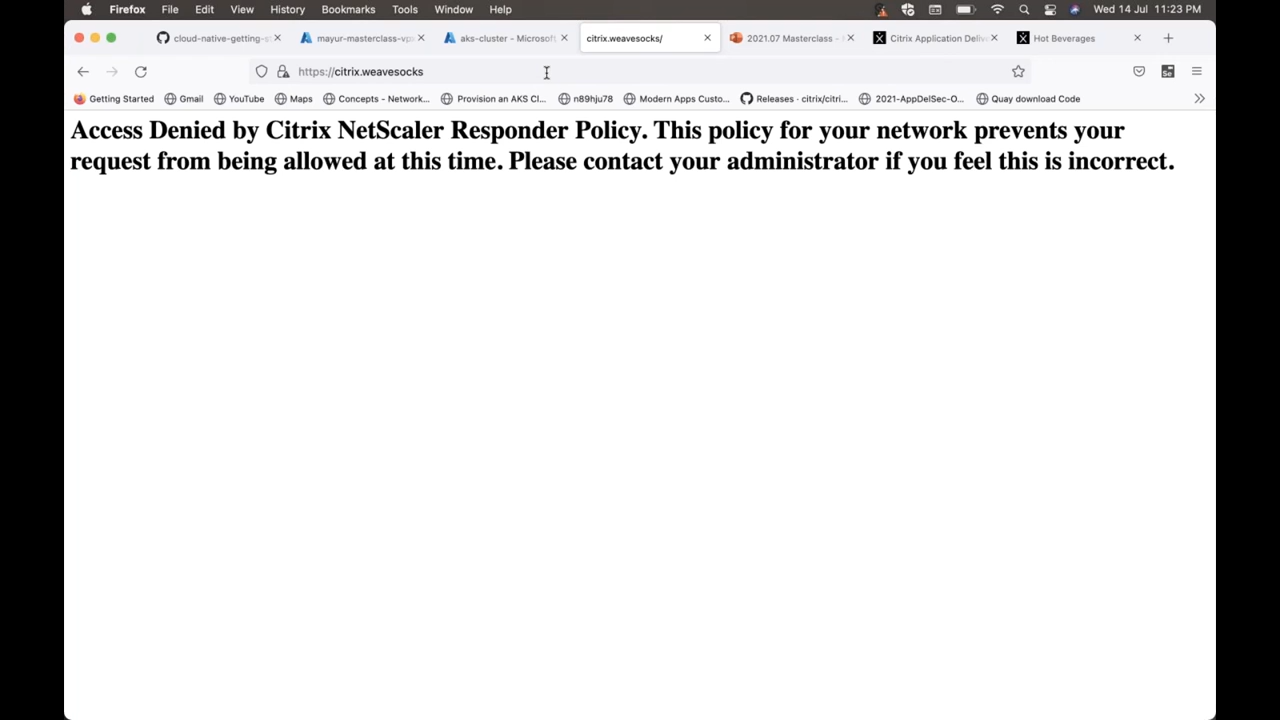 Firefox File Edit View History Bookmarks Tools Window Help Wed 14 Jul 11:23 PM
cloud-native-getting-s mayur-masterclass-vpx aks-cluster - Microsoft citrix.weavesocks/ 2021.07 Masterclass - Citrix Application Deliv Hot Beverages
https://citrix.weavesocks
Getting Started Gmail YouTube Maps Concepts - Network... Provision an AKS Cl... n89hju78 Modern Apps Custo... Releases · citrix/citri... 2021-AppDelSec-O... Quay download Code
Access Denied by Citrix NetScaler Responder Policy. This policy for your network prevents your
request from being allowed at this time. Please contact your administrator if you feel this is incorrect.